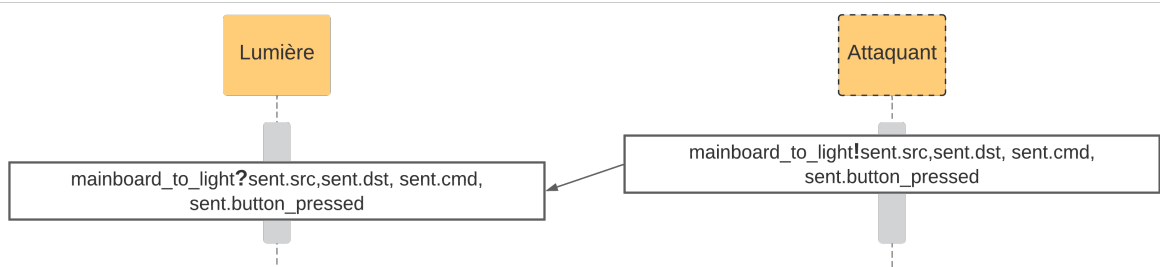 Lumière
Attaquant
mainboard_to_light!sent.src,sent.dst, sent.cmd,
sent.button_pressed
mainboard_to_light?sent.src,sent.dst, sent.cmd,
sent.button_pressed